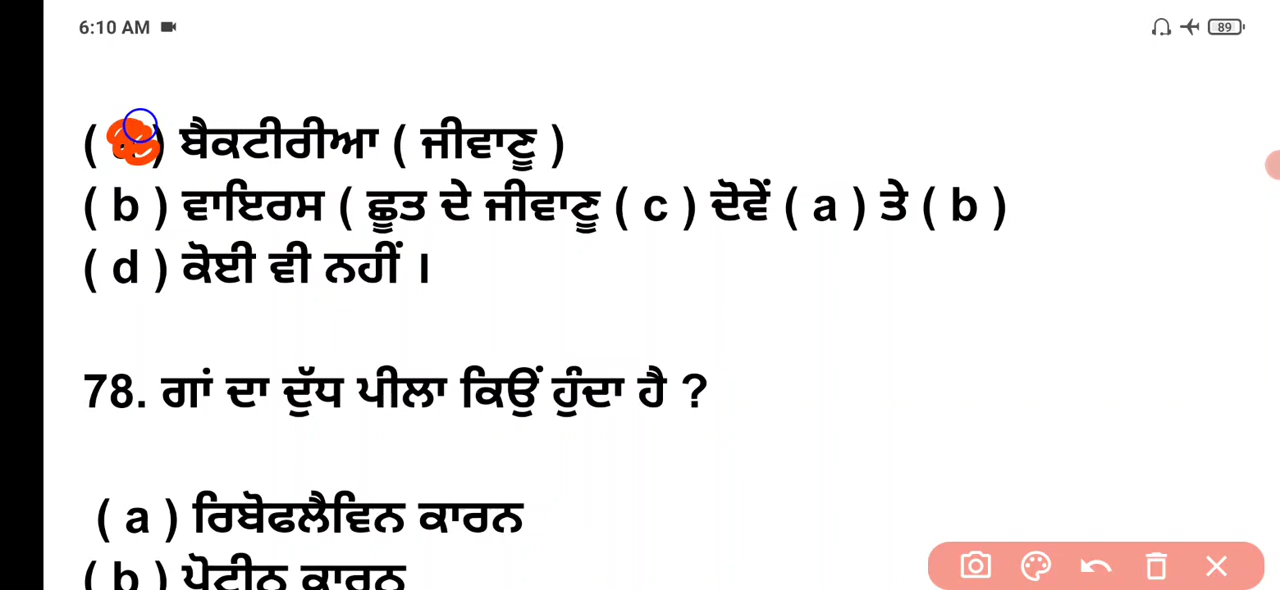 6:10 AM
89
( ) ਬੈਕਟੀਰੀਆ ( ਜੀਵਾਣੂ )
( b ) ਵਾਇਰਸ ( ਛੂਤ ਦੇ ਜੀਵਾਣੂ ( c ) ਦੋਵੇਂ ( a ) ਤੇ ( b )
( d ) ਕੋਈ ਵੀ ਨਹੀਂ ।
78. ਗਾਂ ਦਾ ਦੁੱਧ ਪੀਲਾ ਕਿਉਂ ਹੁੰਦਾ ਹੈ ?
( a ) ਰਿਬੋਫਲੈਵਿਨ ਕਾਰਨ
( b ) ਪ੍ਰੋਟੀਨ ਕਾਰਨ